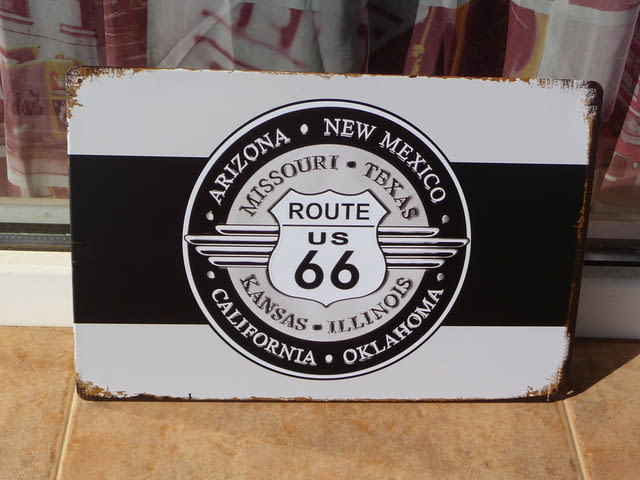 ARIZONA • NEW MEXICO
MISSOURI • TEXAS
ROUTE
US
66
KANSAS - ILLINOIS
CALIFORNIA • OKLAHOMA